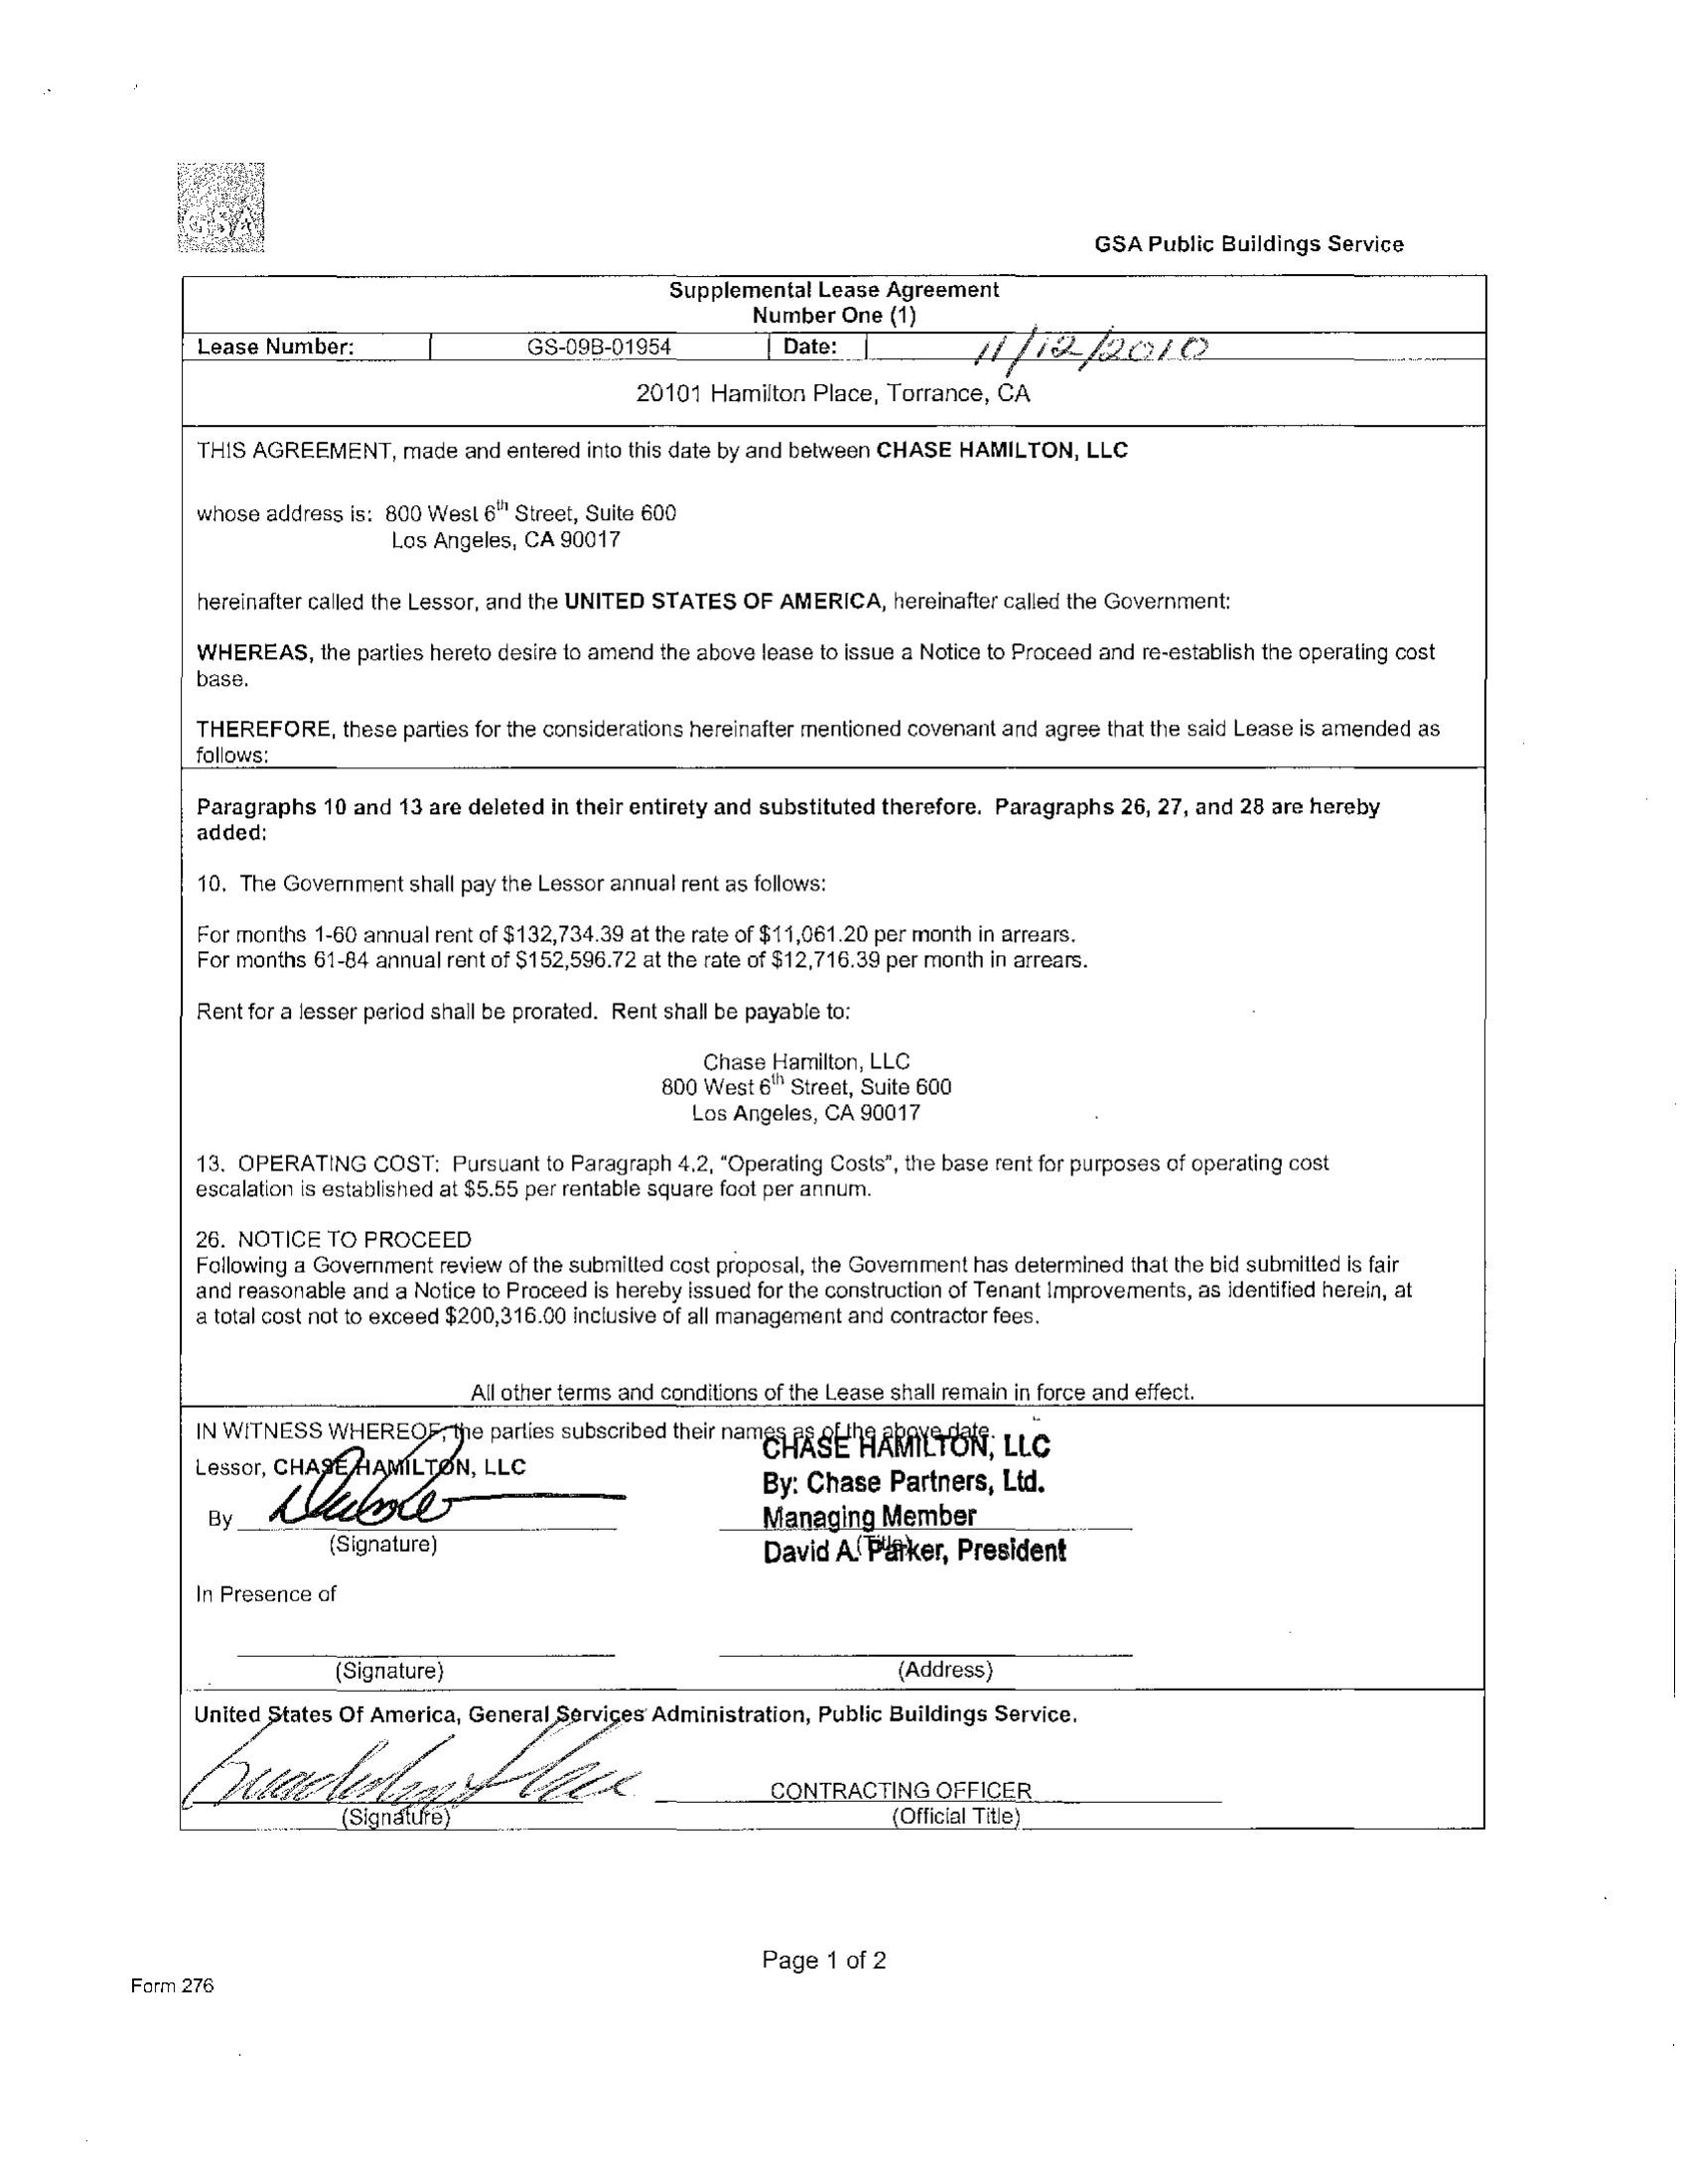 GSA
GSA Public Buildings Service
Supplemental Lease Agreement
Number One (1)
Lease Number: GS-09B-01954 Date: 11/12/2010
20101 Hamilton Place, Torrance, CA
THIS AGREEMENT, made and entered into this date by and between CHASE HAMILTON, LLC
whose address is: 800 West 6th Street, Suite 600
Los Angeles, CA 90017
hereinafter called the Lessor, and the UNITED STATES OF AMERICA, hereinafter called the Government:
WHEREAS, the parties hereto desire to amend the above lease to issue a Notice to Proceed and re-establish the operating cost
base.
THEREFORE, these parties for the considerations hereinafter mentioned covenant and agree that the said Lease is amended as
follows:
Paragraphs 10 and 13 are deleted in their entirety and substituted therefore. Paragraphs 26, 27, and 28 are hereby
added:
10. The Government shall pay the Lessor annual rent as follows:
For months 1-60 annual rent of $132,734.39 at the rate of $11,061.20 per month in arrears.
For months 61-84 annual rent of $152,596.72 at the rate of $12,716.39 per month in arrears.
Rent for a lesser period shall be prorated. Rent shall be payable to:
Chase Hamilton, LLC
800 West 6th Street, Suite 600
Los Angeles, CA 90017
13. OPERATING COST: Pursuant to Paragraph 4.2, "Operating Costs", the base rent for purposes of operating cost
escalation is established at $5.55 per rentable square foot per annum.
26. NOTICE TO PROCEED
Following a Government review of the submitted cost proposal, the Government has determined that the bid submitted is fair
and reasonable and a Notice to Proceed is hereby issued for the construction of Tenant Improvements, as identified herein, at
a total cost not to exceed $200,316.00 inclusive of all management and contractor fees.
All other terms and conditions of the Lease shall remain in force and effect.
IN WITNESS WHEREOF, the parties subscribed their names as of the above date.
CHASE HAMILTON, LLC
Lessor, CHASE HAMILTON, LLC
By: Chase Partners, Ltd.
By
Managing Member
(Signature) (Title)
David A. Parker, President
In Presence of
(Signature) (Address)
United States Of America, General Services Administration, Public Buildings Service.
CONTRACTING OFFICER
(Signature) (Official Title)
Page 1 of 2
Form 276